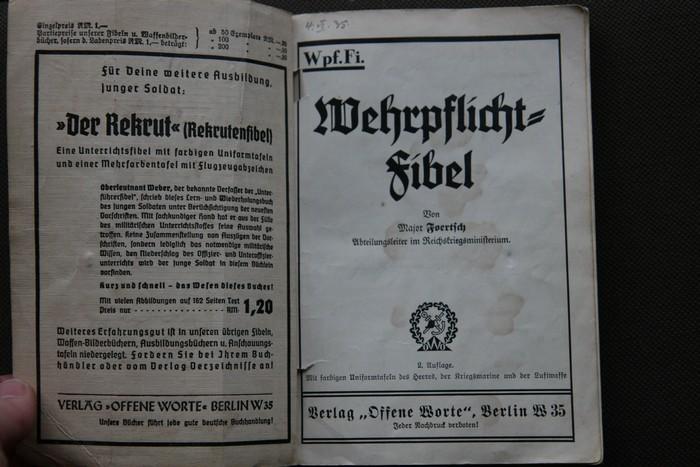 Einzelpreis RM. 1,—
Partiepreise unserer Fibeln u. Waffenbilder-
bücher, sofern d. Ladenpreis RM. 1,— beträgt:
ab 50 Exemplare RM.
" 100 "
" 200 "
Für Deine weitere Ausbildung,
junger Soldat:
»Der Rekrut« (Rekrutenfibel)
Eine Unterrichtsfibel mit farbigen Uniformtafeln
und einer Mehrfarbentafel mit Flugzeugabzeichen
Oberleutnant Weber, der bekannte Verfasser der „Unter-
führerfibel", schrieb dieses Lern- und Wiederholungsbuch
des jungen Soldaten unter Berücksichtigung der neuesten
Vorschriften. Mit sachkundiger Hand hat er aus der Fülle
des militärischen Unterrichtsstoffes seine Auswahl ge-
troffen. Keine Zusammenstellung von Auszügen der Vor-
schriften, sondern lediglich das notwendige militärische
Wissen, den Niederschlag des Offizier- und Unteroffizier-
unterrichts wird der junge Soldat in diesem Büchlein
vorfinden.
Kurz und schnell – das Wesen dieses Buches!
Mit vielen Abbildungen auf 162 Seiten Text
Preis nur . . . . . . . . . . . . . . . . RM. 1,20
Weiteres Erfahrungsgut ist in unseren übrigen Fibeln,
Waffen-Bilderbüchern, Ausbildungsbüchern u. Anschauungs-
tafeln niedergelegt. Fordern Sie bei Ihrem Buch-
händler oder vom Verlag Verzeichnisse an!
VERLAG »OFFENE WORTE« BERLIN W 35
Unsere Bücher führt jede gute deutsche Buchhandlung!
Wpf.Fi.
Wehrpflicht=
Fibel
Von
Major Foertsch
Abteilungsleiter im Reichskriegsministerium.
2. Auflage.
Mit farbigen Uniformtafeln des Heeres, der Kriegsmarine und der Luftwaffe
Verlag „Offene Worte", Berlin W 35
Jeder Nachdruck verboten!